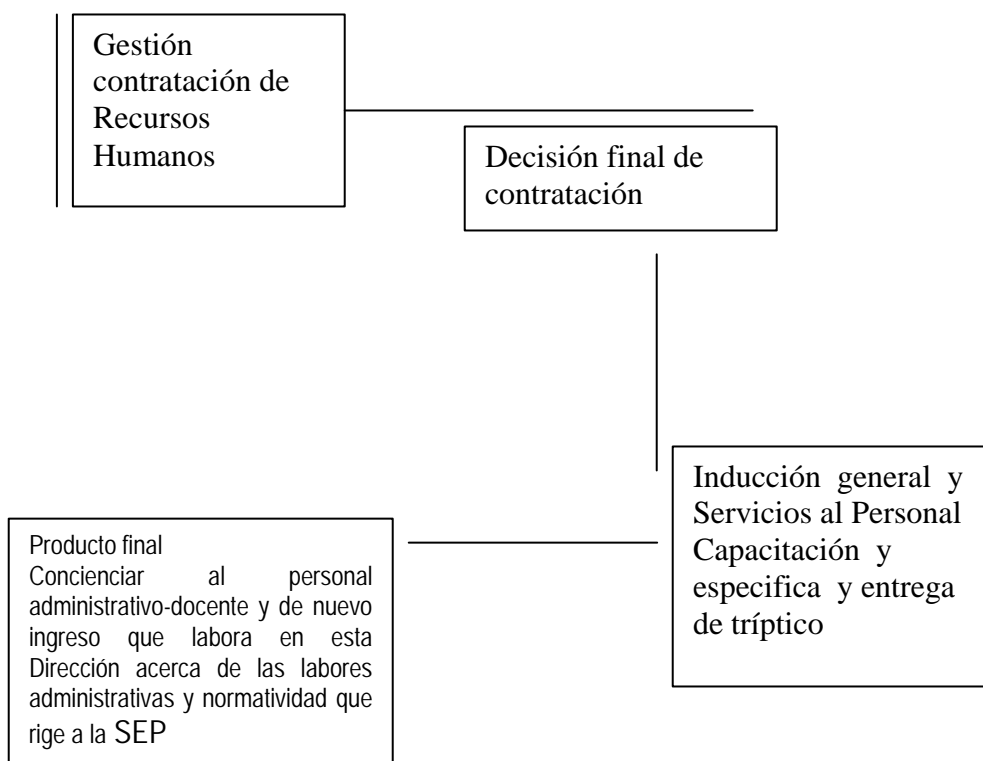 Gestión
contratación de
Recursos
Humanos
Decisión final de
contratación
Inducción general y
Servicios al Personal
Capacitación y
especifica y entrega
de tríptico
Producto final
Concienciar al personal
administrativo-docente y de nuevo
ingreso que labora en esta
Dirección acerca de las labores
administrativas y normatividad que
rige a la SEP